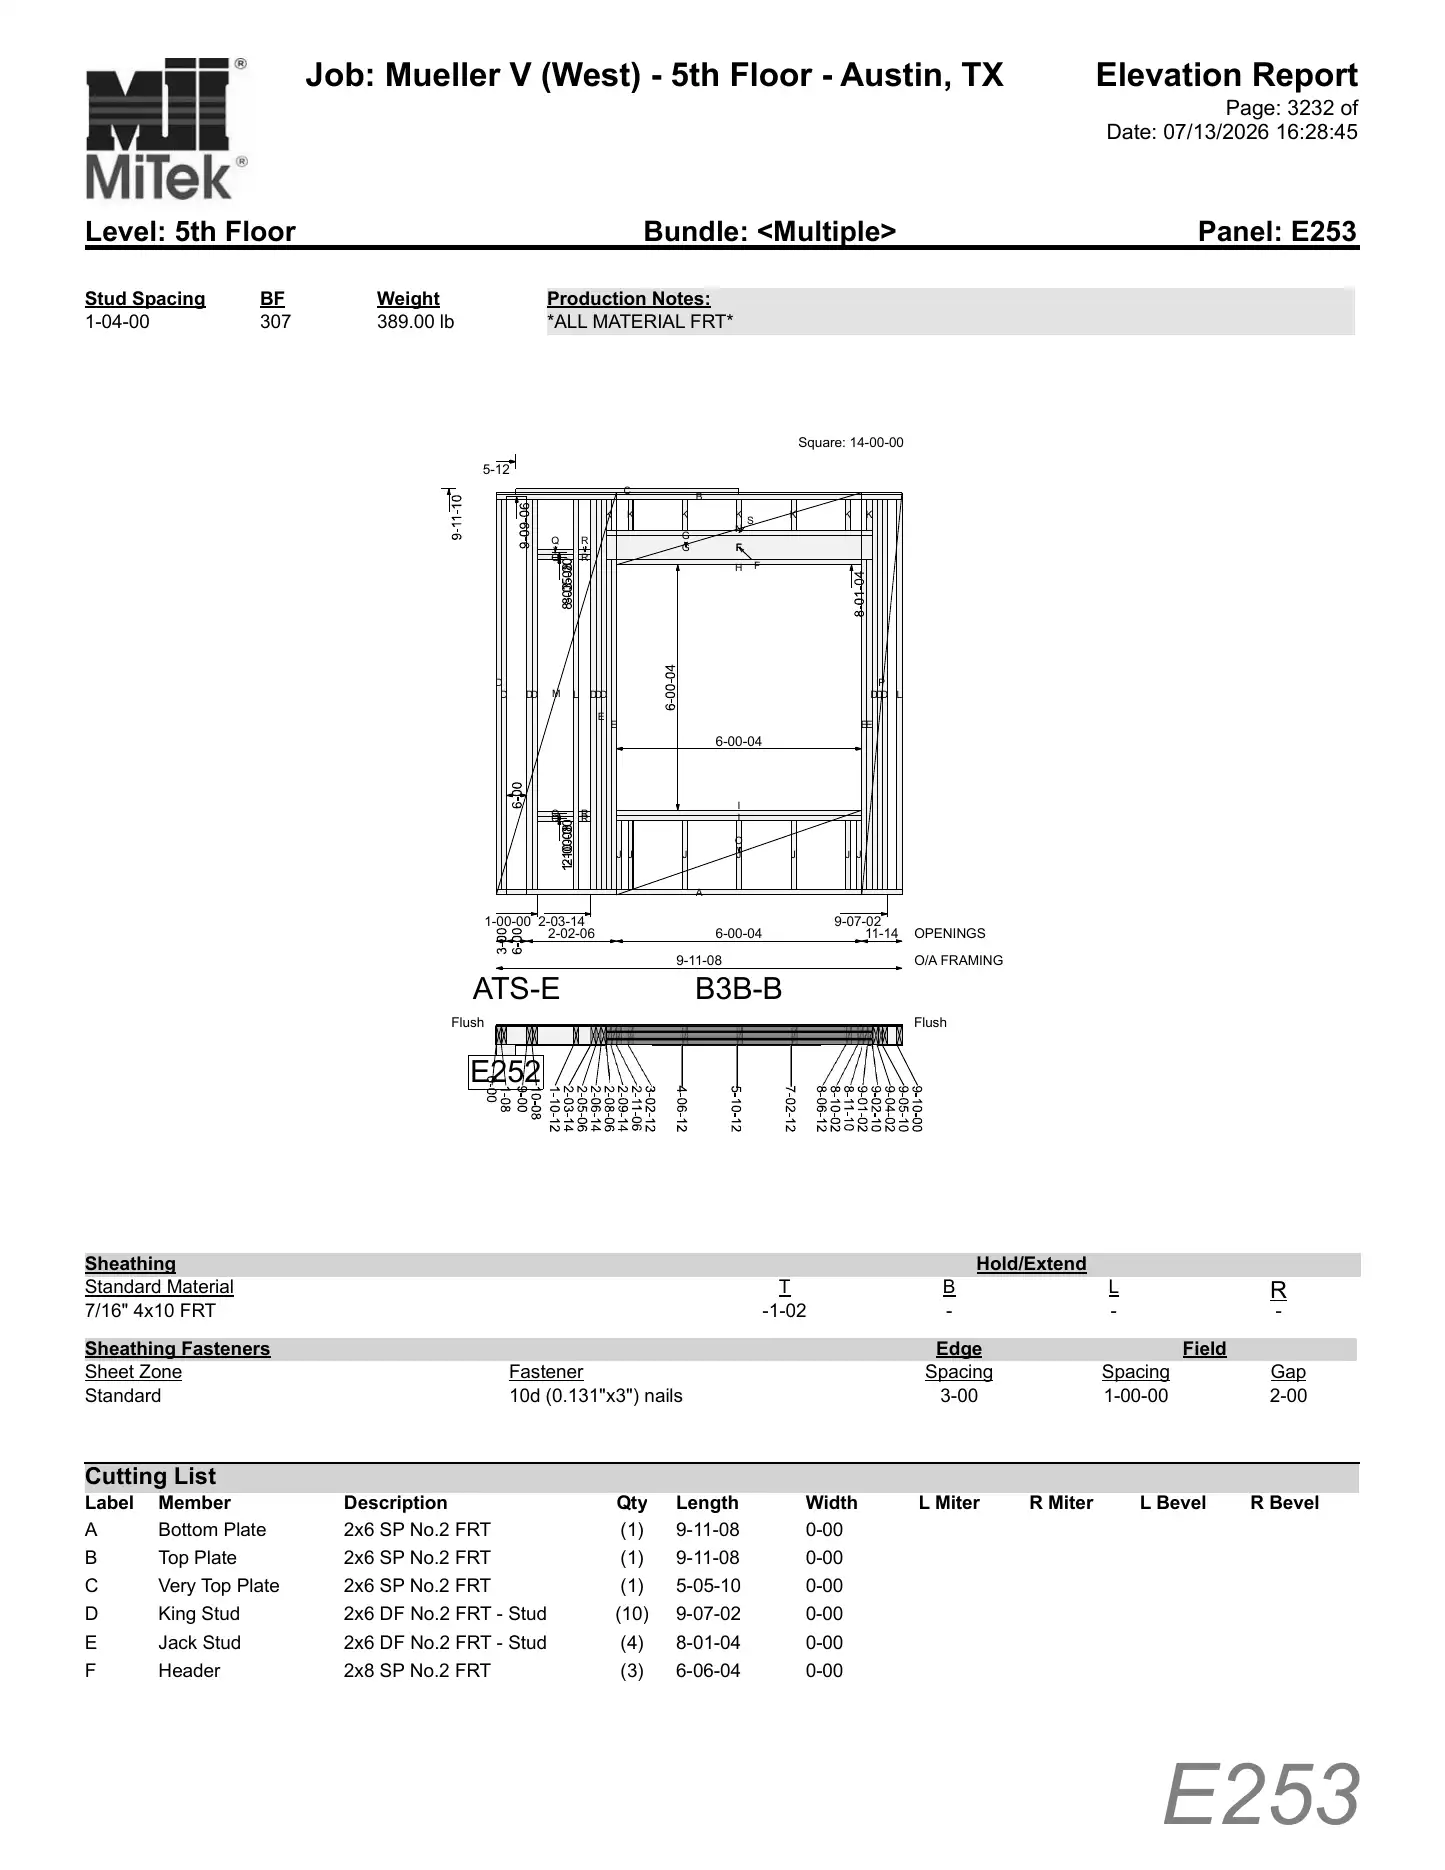 MiTek®
Job: Mueller V (West) - 5th Floor - Austin, TX
Elevation Report
Page: 3232 of
Date: 07/13/2026 16:28:45
Level: 5th Floor Bundle: <Multiple> Panel: E253
Stud Spacing BF Weight Production Notes:
1-04-00 307 389.00 lb *ALL MATERIAL FRT*
Square: 14-00-00
5-12
9-11-10
9-09-06
C
B
K K K K K K K
S
Q R
G
G
F
H F
8-01-04
6-00-04
D
D DD M L DDD
P
DDD L
E
E
EE
6-00-04
6-00
I
O
J J J J J J J
A
1-00-00 2-03-14 9-07-02
3-00 6-00 2-02-06 6-00-04 11-14 OPENINGS
9-11-08 O/A FRAMING
ATS-E B3B-B
Flush Flush
E252
1-08
9-00
10-08
1-10-12
2-03-14
2-05-06
2-06-14
2-08-06
2-09-14
2-11-06
3-02-12
4-06-12
5-10-12
7-02-12
8-06-12
8-10-02
8-11-10
9-01-02
9-02-10
9-04-02
9-05-10
9-10-00
Sheathing Hold/Extend
Standard Material T B L R
7/16" 4x10 FRT -1-02 - - -
Sheathing Fasteners Edge Field
Sheet Zone Fastener Spacing Spacing Gap
Standard 10d (0.131"x3") nails 3-00 1-00-00 2-00
Cutting List
Label Member Description Qty Length Width L Miter R Miter L Bevel R Bevel
A Bottom Plate 2x6 SP No.2 FRT (1) 9-11-08 0-00
B Top Plate 2x6 SP No.2 FRT (1) 9-11-08 0-00
C Very Top Plate 2x6 SP No.2 FRT (1) 5-05-10 0-00
D King Stud 2x6 DF No.2 FRT - Stud (10) 9-07-02 0-00
E Jack Stud 2x6 DF No.2 FRT - Stud (4) 8-01-04 0-00
F Header 2x8 SP No.2 FRT (3) 6-06-04 0-00
E253